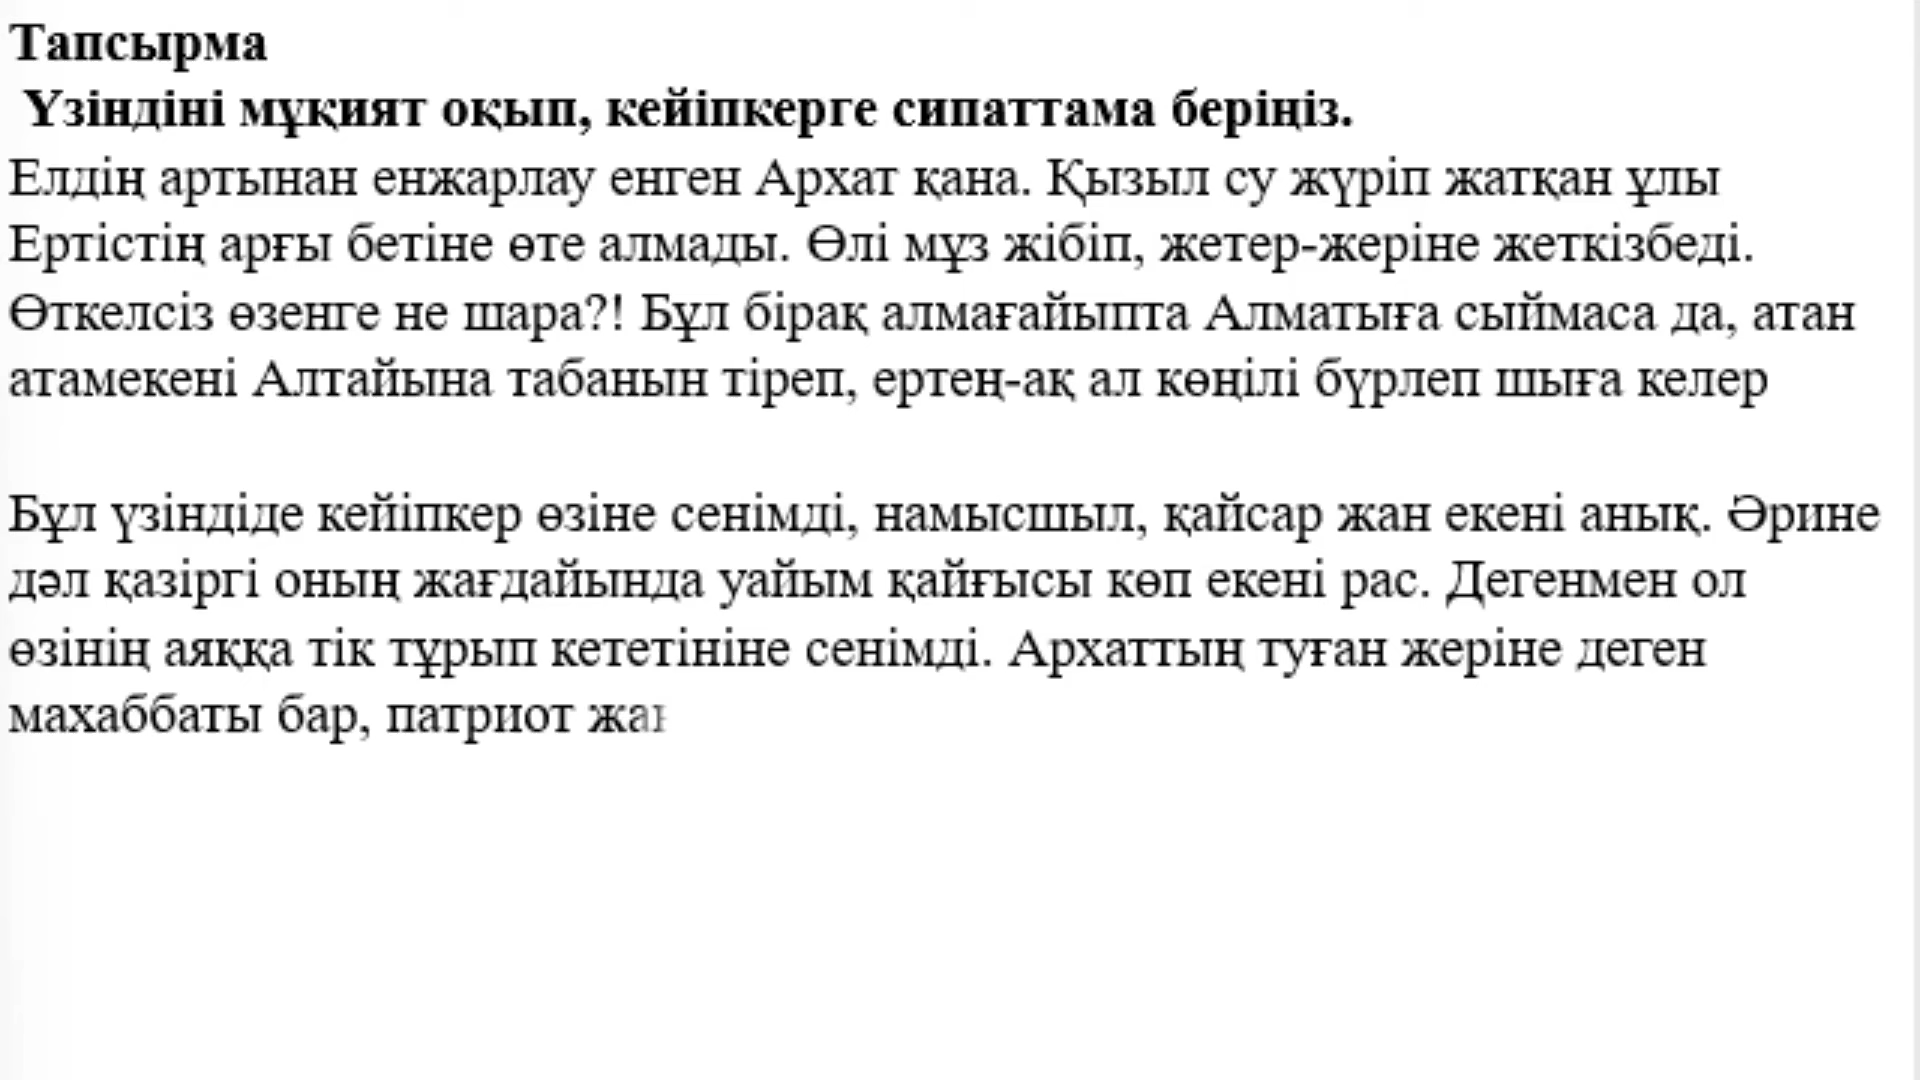 Тапсырма
Үзіндіні мұқият оқып, кейіпкерге сипаттама беріңіз.
Елдің артынан енжарлау енген Архат қана. Қызыл су жүріп жатқан ұлы
Ертістің арғы бетіне өте алмады. Өлі мұз жібіп, жетер-жеріне жеткізбеді.
Өткелсіз өзенге не шара?! Бұл бірақ алмағайыпта Алматыға сыймаса да, атан
атамекені Алтайына табанын тіреп, ертең-ақ ал көңілі бүрлеп шыға келер
Бұл үзіндіде кейіпкер өзіне сенімді, намысшыл, қайсар жан екені анық. Әрине
дәл қазіргі оның жағдайында уайым қайғысы көп екені рас. Дегенмен ол
өзінің аяққа тік тұрып кететініне сенімді. Архаттың туған жеріне деген
махаббаты бар, патриот жан